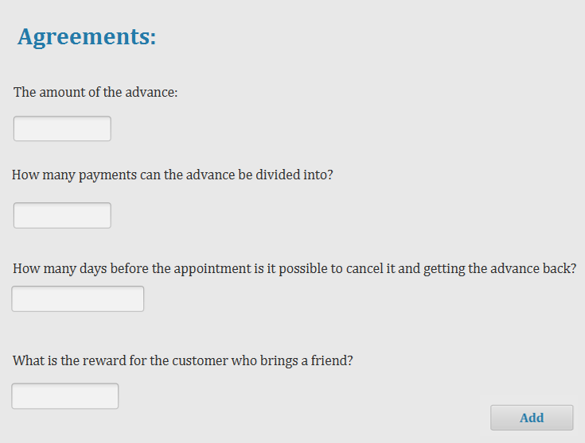 Agreements:
The amount of the advance:
How many payments can the advance be divided into?
How many days before the appointment is it possible to cancel it and getting the advance back?
What is the reward for the customer who brings a friend?
Add